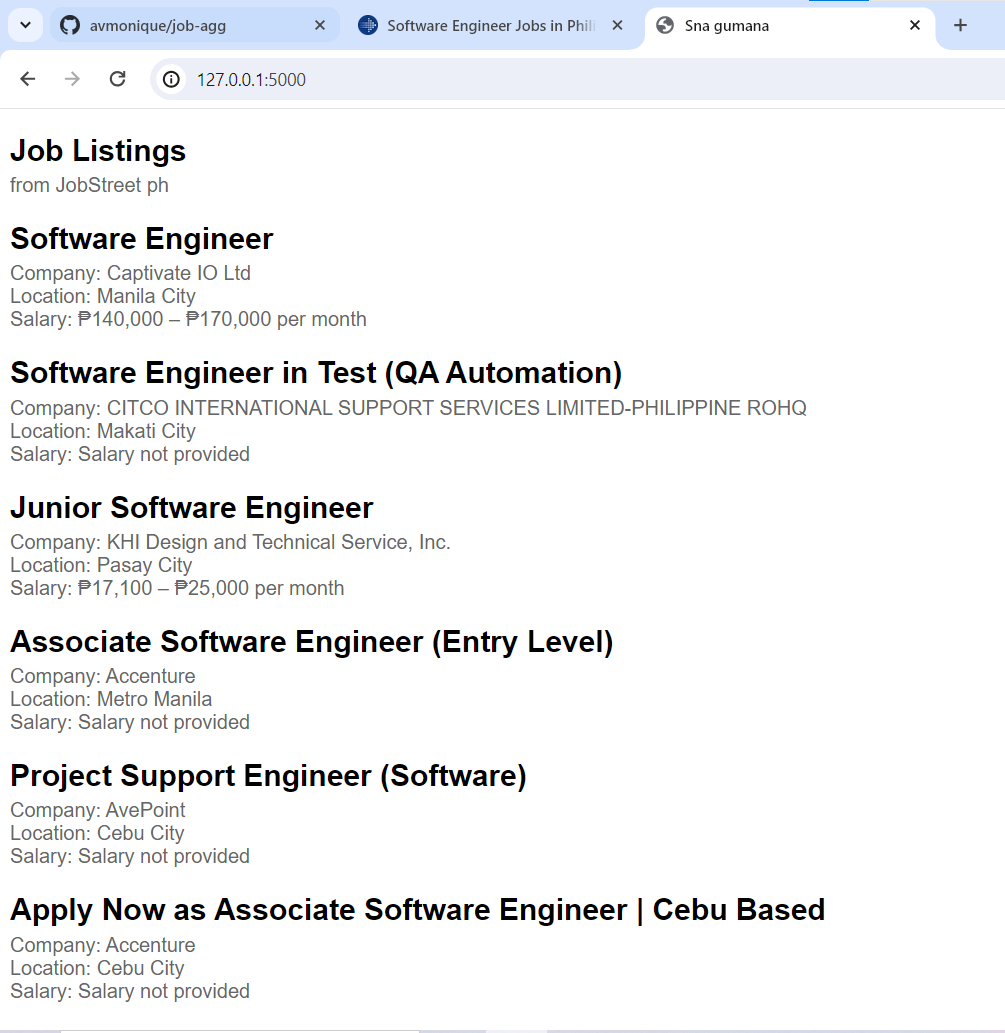 avmonique/job-agg
Software Engineer Jobs in Phili
Sna gumana
127.0.0.1:5000
Job Listings
from JobStreet ph
Software Engineer
Company: Captivate IO Ltd
Location: Manila City
Salary: ₱140,000 – ₱170,000 per month
Software Engineer in Test (QA Automation)
Company: CITCO INTERNATIONAL SUPPORT SERVICES LIMITED-PHILIPPINE ROHQ
Location: Makati City
Salary: Salary not provided
Junior Software Engineer
Company: KHI Design and Technical Service, Inc.
Location: Pasay City
Salary: ₱17,100 – ₱25,000 per month
Associate Software Engineer (Entry Level)
Company: Accenture
Location: Metro Manila
Salary: Salary not provided
Project Support Engineer (Software)
Company: AvePoint
Location: Cebu City
Salary: Salary not provided
Apply Now as Associate Software Engineer | Cebu Based
Company: Accenture
Location: Cebu City
Salary: Salary not provided